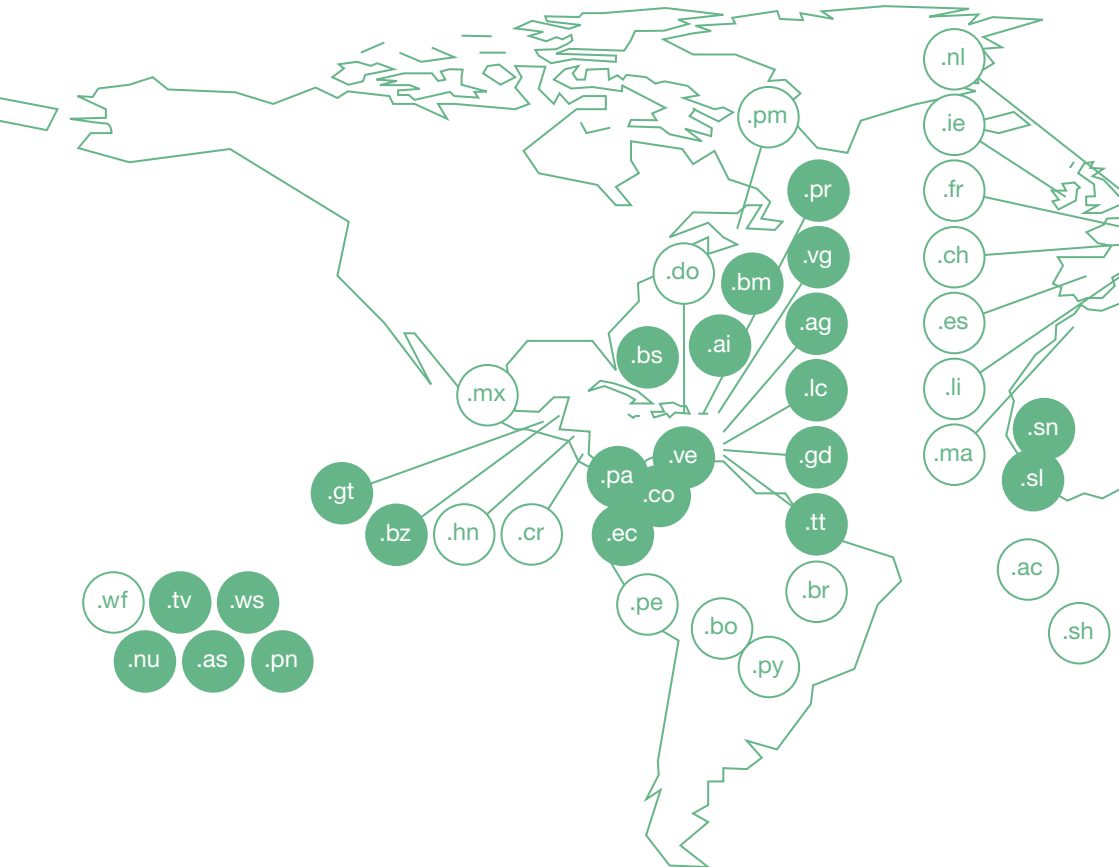 .nl
.pm
.ie
.pr
.fr
.vg
.ch
.do
.bm
.ag
.es
.ai
.bs
.lc
.li
.mx
.sn
.ma
.gd
.ve
.pa
.sl
.co
.gt
.tt
.bz
.hn
.cr
.ec
.ac
.br
.wf
.tv
.ws
.pe
.bo
.sh
.nu
.as
.pn
.py